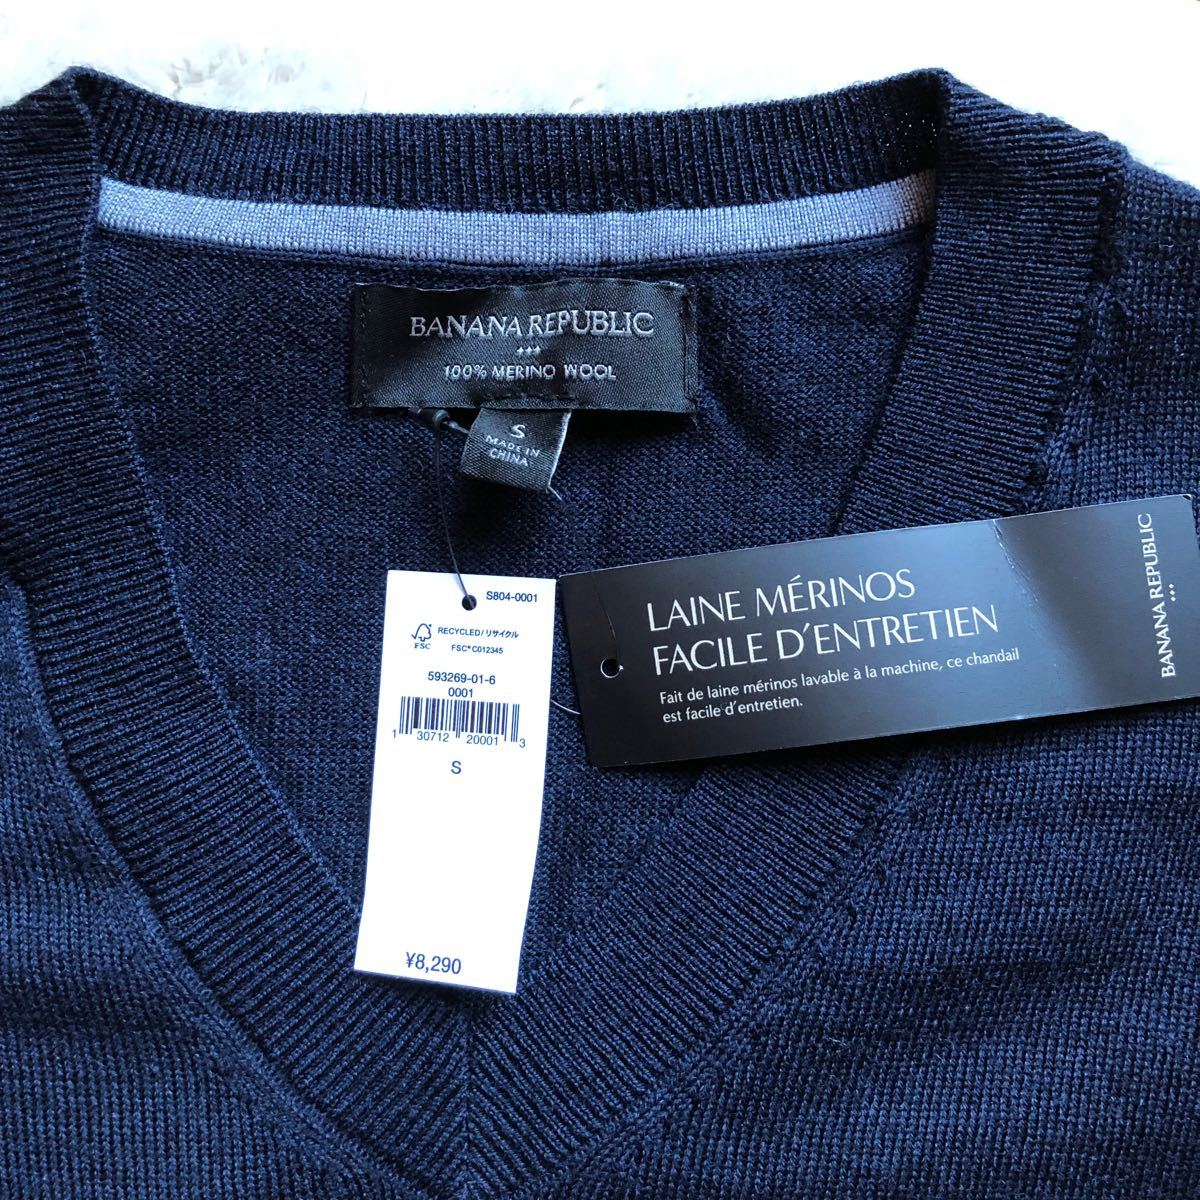 BANANA REPUBLIC
100% MERINO WOOL
S
MADE IN
CHINA
S804-0001
FSC
RECYCLED/リサイクル
FSC® C012345
593269-01-6
0001
1 30712 20001 3
S
¥8,290
LAINE MÉRINOS
FACILE D'ENTRETIEN
Fait de laine mérinos lavable à la machine, ce chandail
est facile d'entretien.
BANANA REPUBLIC